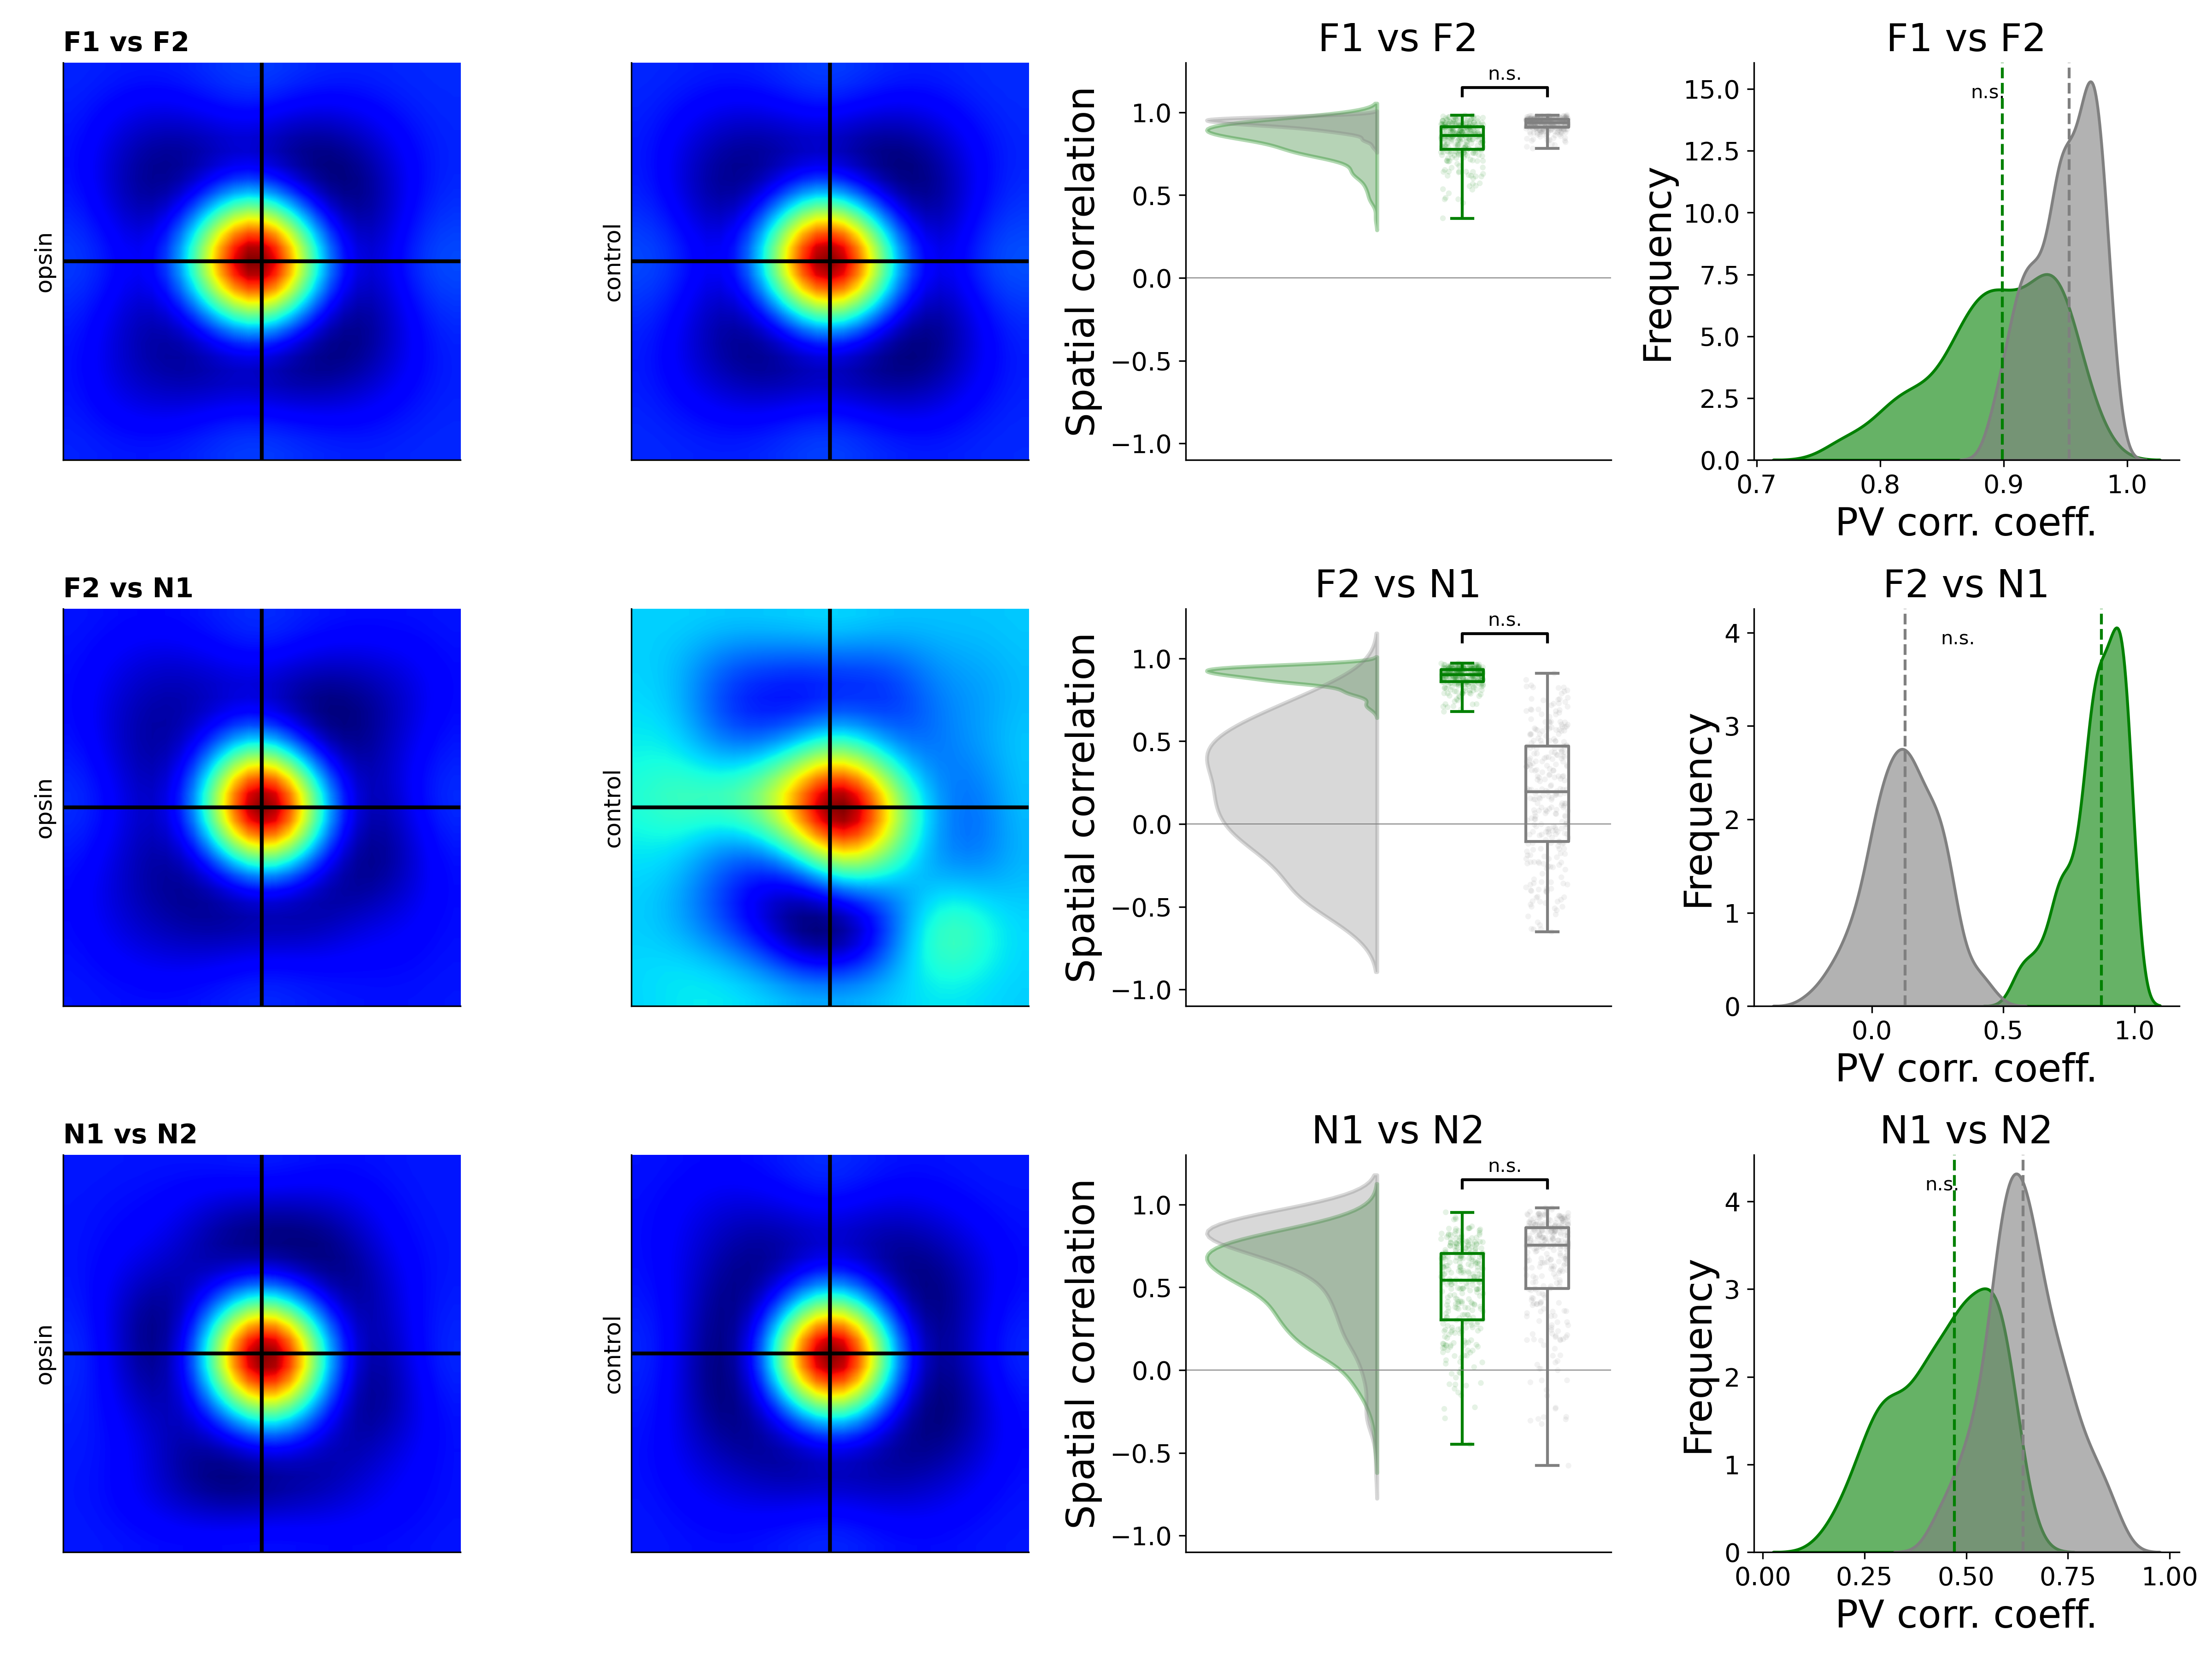 F1 vs F2
opsin
control
F1 vs F2
Spatial correlation
1.0
0.5
0.0
−0.5
−1.0
n.s.
F1 vs F2
Frequency
15.0
12.5
10.0
7.5
5.0
2.5
0.0
n.s.
0.7 0.8 0.9 1.0
PV corr. coeff.
F2 vs N1
opsin
control
F2 vs N1
Spatial correlation
1.0
0.5
0.0
−0.5
−1.0
n.s.
F2 vs N1
Frequency
4
3
2
1
0
n.s.
0.0 0.5 1.0
PV corr. coeff.
N1 vs N2
opsin
control
N1 vs N2
Spatial correlation
1.0
0.5
0.0
−0.5
−1.0
n.s.
N1 vs N2
Frequency
4
3
2
1
0
n.s.
0.00 0.25 0.50 0.75 1.00
PV corr. coeff.